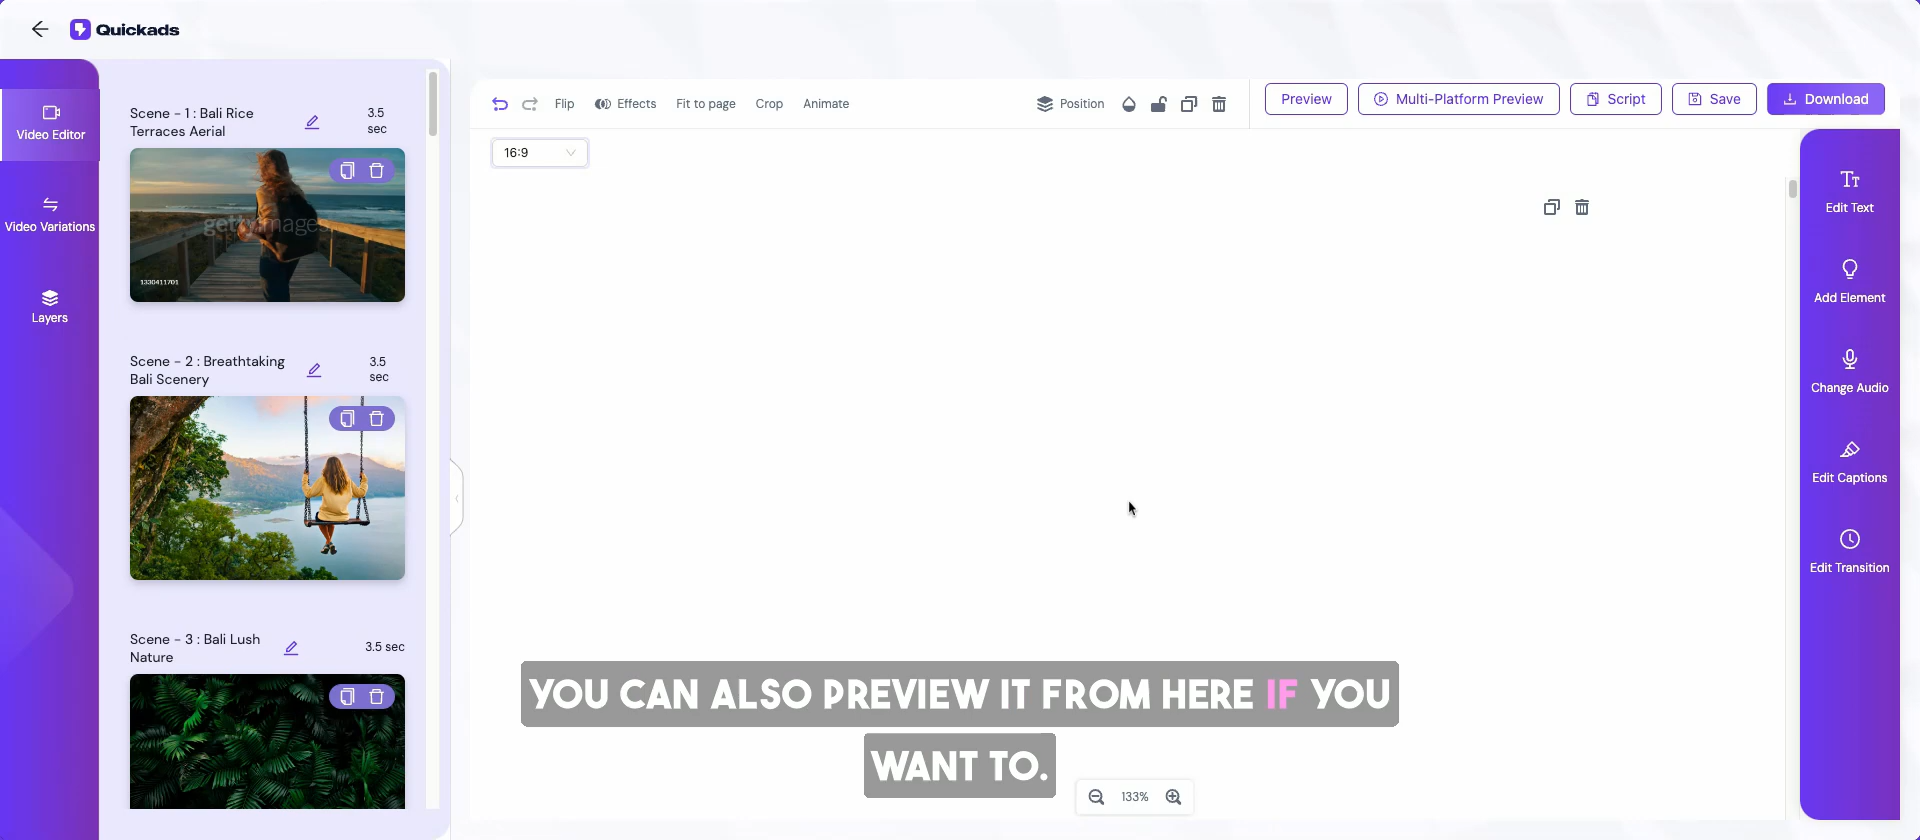 Quickads
Video Editor
Video Variations
Layers
Scene - 1 : Bali Rice
Terraces Aerial
3.5
sec
gettyimages
1330411701
Scene - 2 : Breathtaking
Bali Scenery
3.5
sec
Scene - 3 : Bali Lush
Nature
3.5 sec
Flip
Effects
Fit to page
Crop
Animate
Position
Preview
Multi-Platform Preview
Script
Save
Download
16:9
YOU CAN ALSO PREVIEW IT FROM HERE IF YOU
WANT TO.
133%
Edit Text
Add Element
Change Audio
Edit Captions
Edit Transition